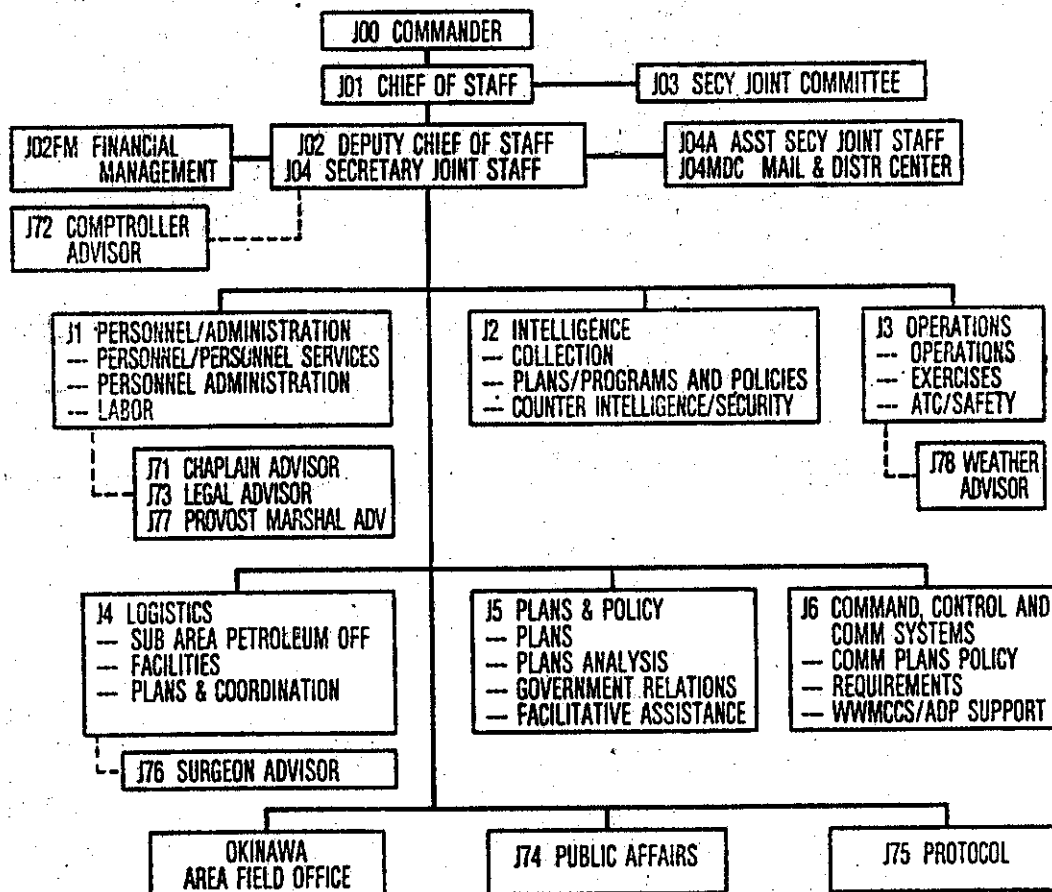 J00 COMMANDER
J01 CHIEF OF STAFF
J03 SECY JOINT COMMITTEE
J02FM FINANCIAL
MANAGEMENT
J02 DEPUTY CHIEF OF STAFF
J04 SECRETARY JOINT STAFF
J04A ASST SECY JOINT STAFF
J04MDC MAIL & DISTR CENTER
J72 COMPTROLLER
ADVISOR
J1 PERSONNEL/ADMINISTRATION
-- PERSONNEL/PERSONNEL SERVICES
-- PERSONNEL ADMINISTRATION
-- LABOR
J2 INTELLIGENCE
-- COLLECTION
-- PLANS/PROGRAMS AND POLICIES
-- COUNTER INTELLIGENCE/SECURITY
J3 OPERATIONS
-- OPERATIONS
-- EXERCISES
-- ATC/SAFETY
J71 CHAPLAIN ADVISOR
J73 LEGAL ADVISOR
J77 PROVOST MARSHAL ADV
J78 WEATHER
ADVISOR
J4 LOGISTICS
-- SUB AREA PETROLEUM OFF
-- FACILITIES
-- PLANS & COORDINATION
J5 PLANS & POLICY
-- PLANS
-- PLANS ANALYSIS
-- GOVERNMENT RELATIONS
-- FACILITATIVE ASSISTANCE
J6 COMMAND, CONTROL AND
COMM SYSTEMS
-- COMM PLANS POLICY
-- REQUIREMENTS
-- WWMCCS/ADP SUPPORT
J76 SURGEON ADVISOR
OKINAWA
AREA FIELD OFFICE
J74 PUBLIC AFFAIRS
J75 PROTOCOL